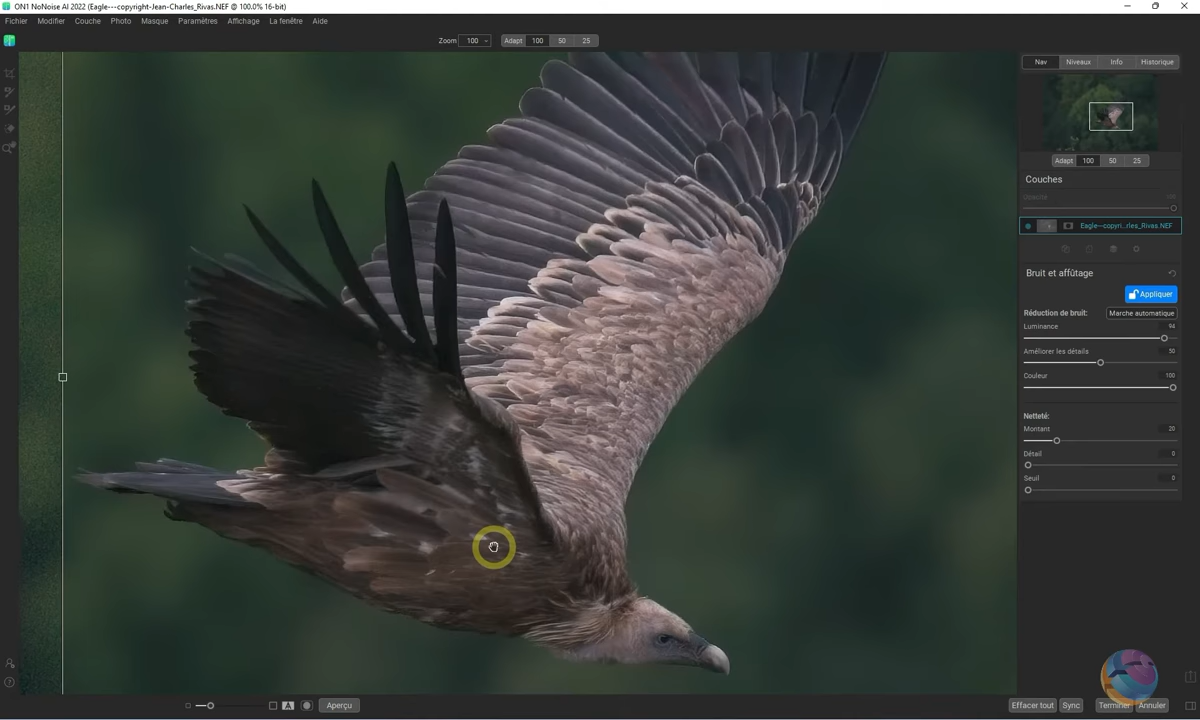 ON1 NoNoise AI 2022 (Eagle---copyright-Jean-Charles_Rivas.NEF @ 100.0% 16-bit)
Fichier Modifier Couche Photo Masque Paramètres Affichage La fenêtre Aide
Zoom 100 Adapt 100 50 25
Nav Niveaux Info Historique
Adapt 100 50 25
Couches
Opacité 100
Eagle---copyri...rles_Rivas.NEF
Bruit et affûtage
Appliquer
Réduction de bruit: Marche automatique
Luminance 94
Améliorer les détails 50
Couleur 100
Netteté:
Montant 20
Détail 0
Seuil 0
A Aperçu Effacer tout Sync Terminer Annuler